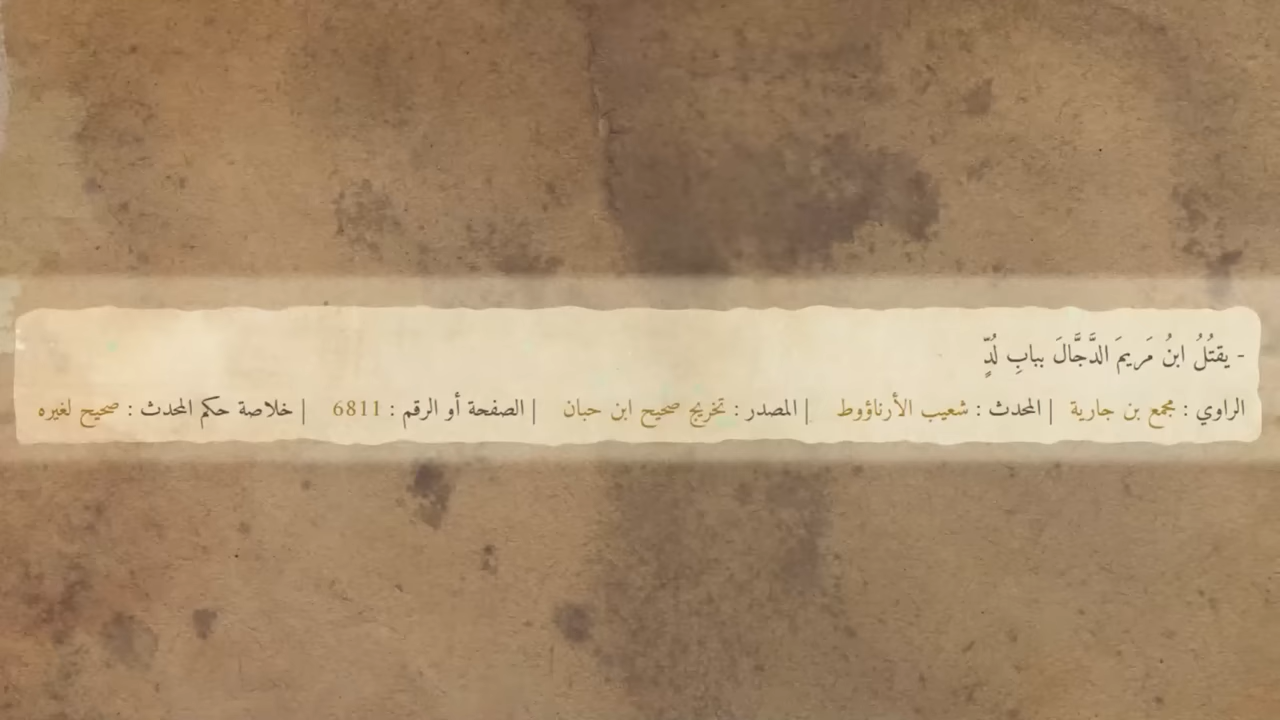 - يقتُلُ ابنُ مَريمَ الدَّجَّالَ ببابِ لُدٍّ
الراوي : مجمع بن جارية | المحدث : شعيب الأرناؤوط | المصدر : تخريج صحيح ابن حبان | الصفحة أو الرقم : 6811 | خلاصة حكم المحدث : صحيح لغيره